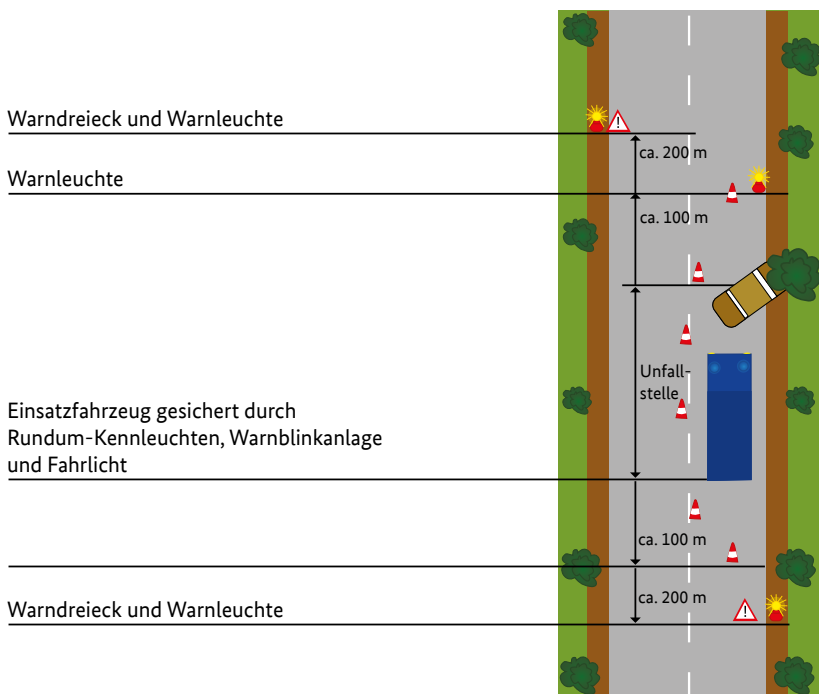 Warndreieck und Warnleuchte
ca. 200 m
Warnleuchte
ca. 100 m
Unfall-
stelle
Einsatzfahrzeug gesichert durch
Rundum-Kennleuchten, Warnblinkanlage
und Fahrlicht
ca. 100 m
ca. 200 m
Warndreieck und Warnleuchte